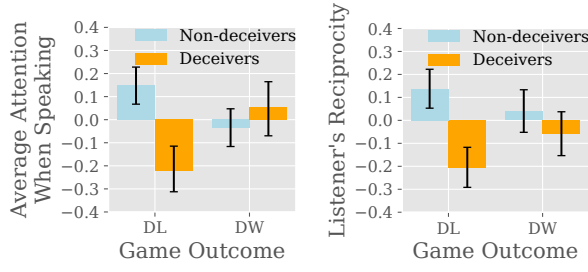 Average Attention
When Speaking
0.4
0.3
0.2
0.1
0.0
−0.1
−0.2
−0.3
−0.4
Non-deceivers
Deceivers
DL
DW
Game Outcome
Listener's Reciprocity
0.4
0.3
0.2
0.1
0.0
−0.1
−0.2
−0.3
−0.4
Non-deceivers
Deceivers
DL
DW
Game Outcome